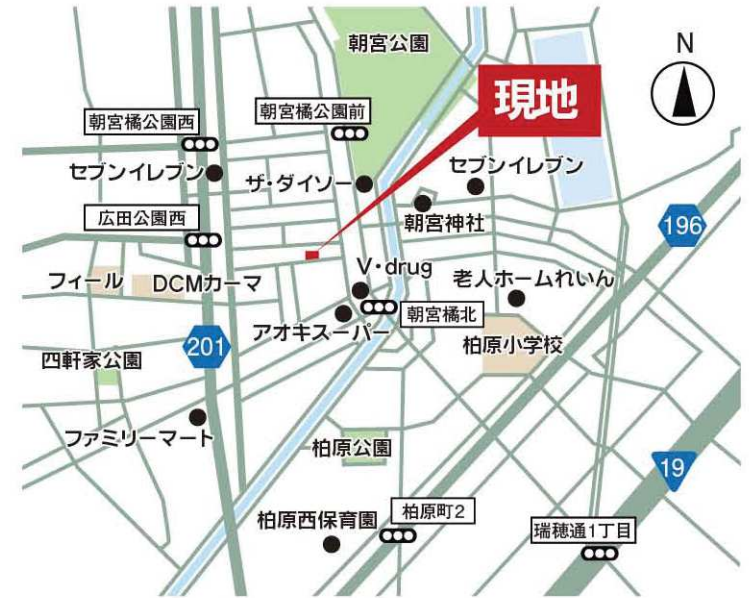 朝宮公園
N
現地
朝宮橋公園西
朝宮橋公園前
セブンイレブン
ザ・ダイソー
セブンイレブン
朝宮神社
広田公園西
196
フィール
DCMカーマ
V・drug
老人ホームれいん
アオキスーパー
朝宮橋北
柏原小学校
四軒家公園
201
ファミリーマート
柏原公園
19
柏原西保育園
柏原町2
瑞穂通1丁目